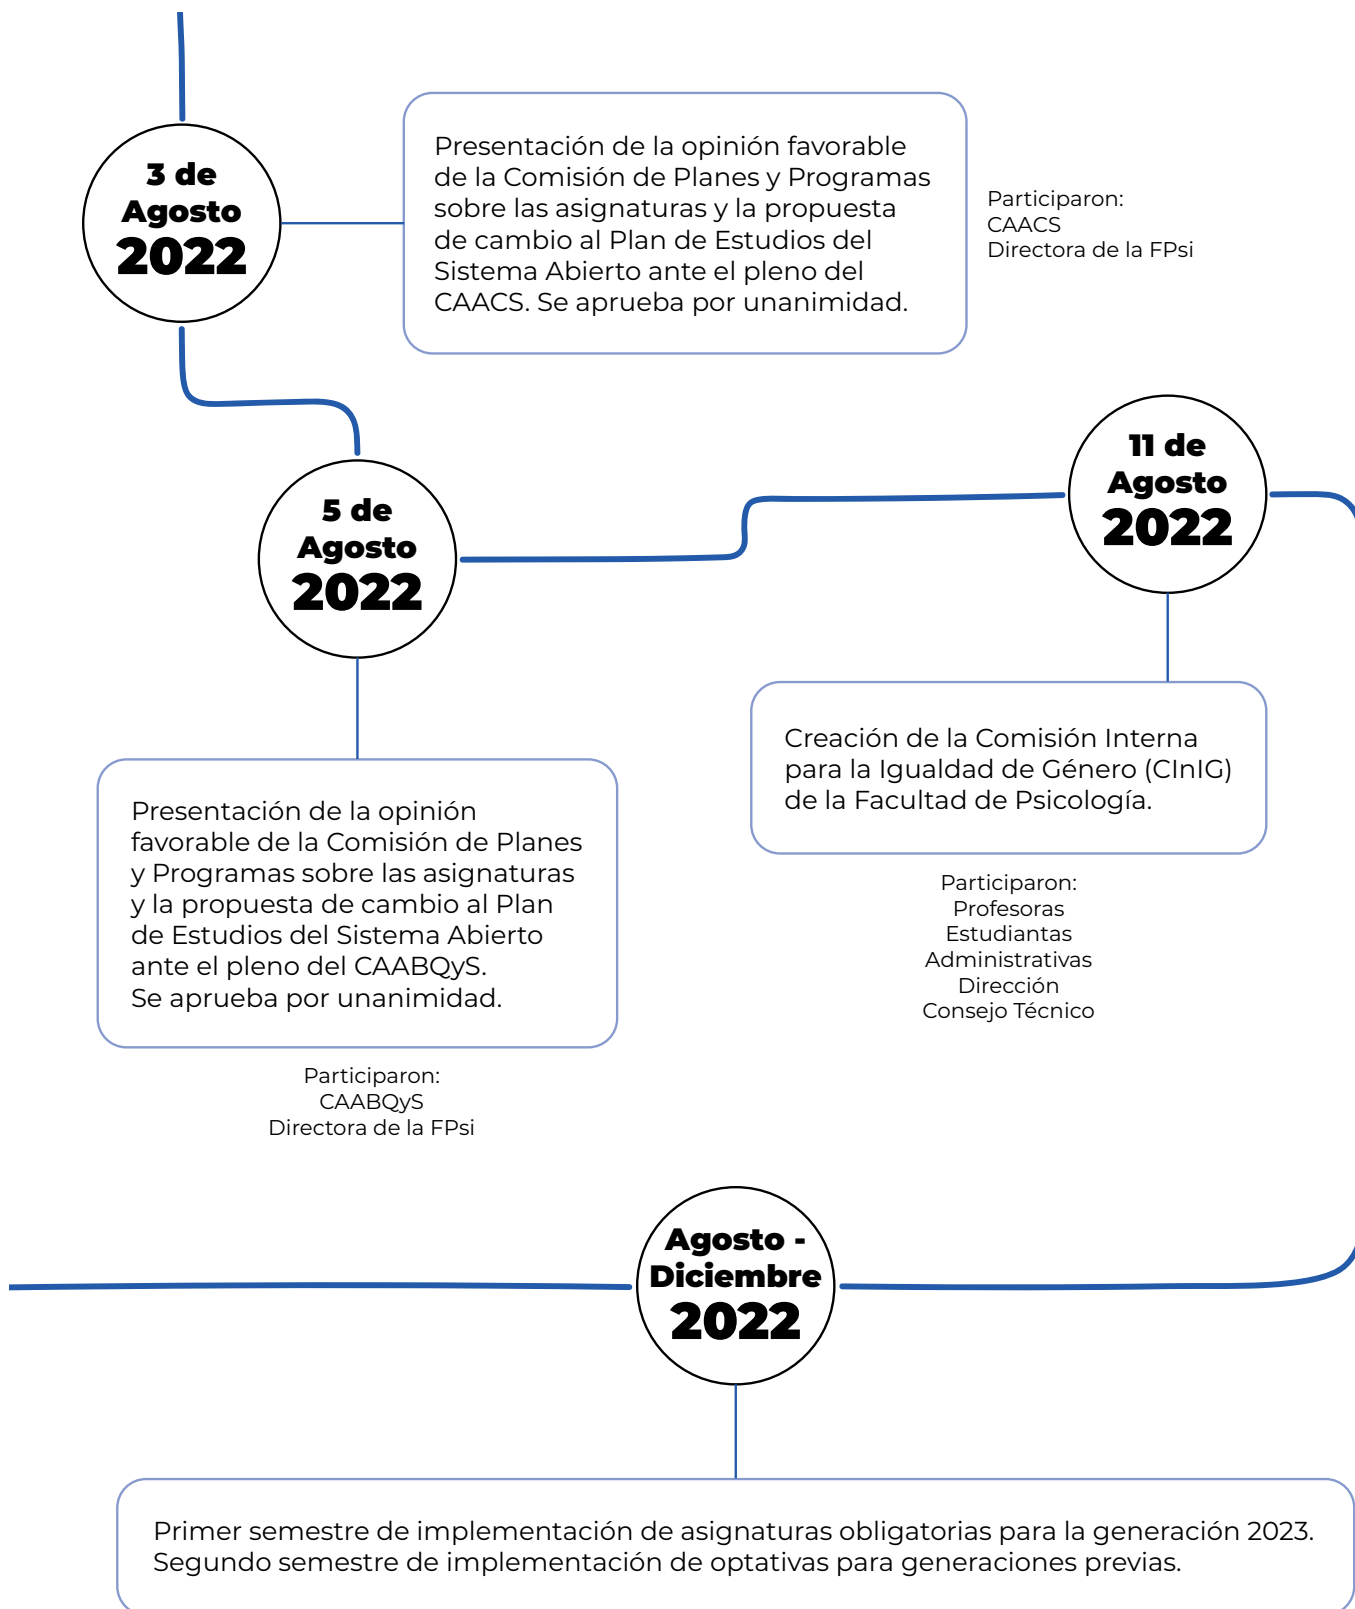 3 de
Agosto
2022
Presentación de la opinión favorable
de la Comisión de Planes y Programas
sobre las asignaturas y la propuesta
de cambio al Plan de Estudios del
Sistema Abierto ante el pleno del
CAACS. Se aprueba por unanimidad.
Participaron:
CAACS
Directora de la FPsi
5 de
Agosto
2022
Presentación de la opinión
favorable de la Comisión de Planes
y Programas sobre las asignaturas
y la propuesta de cambio al Plan
de Estudios del Sistema Abierto
ante el pleno del CAABQyS.
Se aprueba por unanimidad.
Participaron:
CAABQyS
Directora de la FPsi
11 de
Agosto
2022
Creación de la Comisión Interna
para la Igualdad de Género (CInIG)
de la Facultad de Psicología.
Participaron:
Profesoras
Estudiantas
Administrativas
Dirección
Consejo Técnico
Agosto -
Diciembre
2022
Primer semestre de implementación de asignaturas obligatorias para la generación 2023.
Segundo semestre de implementación de optativas para generaciones previas.